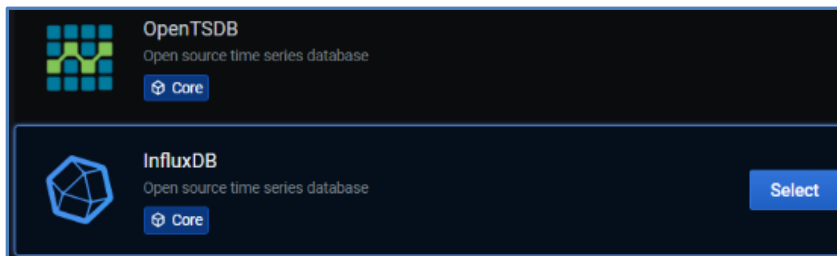 OpenTSDB
Open source time series database
Core
InfluxDB
Open source time series database
Core
Select